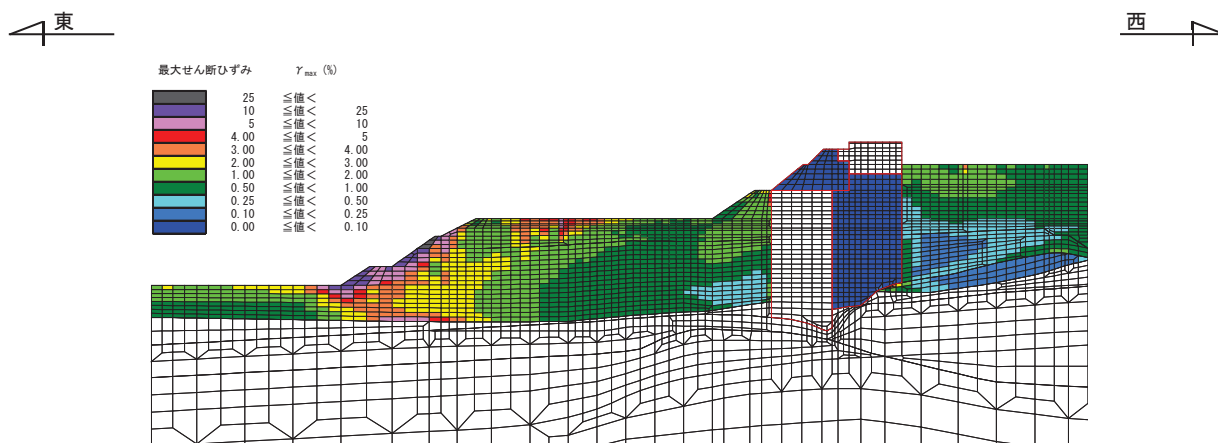 東 西
最大せん断ひずみ γmax (%)
25 ≦値<
10 ≦値< 25
5 ≦値< 10
4.00 ≦値< 5
3.00 ≦値< 4.00
2.00 ≦値< 3.00
1.00 ≦値< 2.00
0.50 ≦値< 1.00
0.25 ≦値< 0.50
0.10 ≦値< 0.25
0.00 ≦値< 0.10